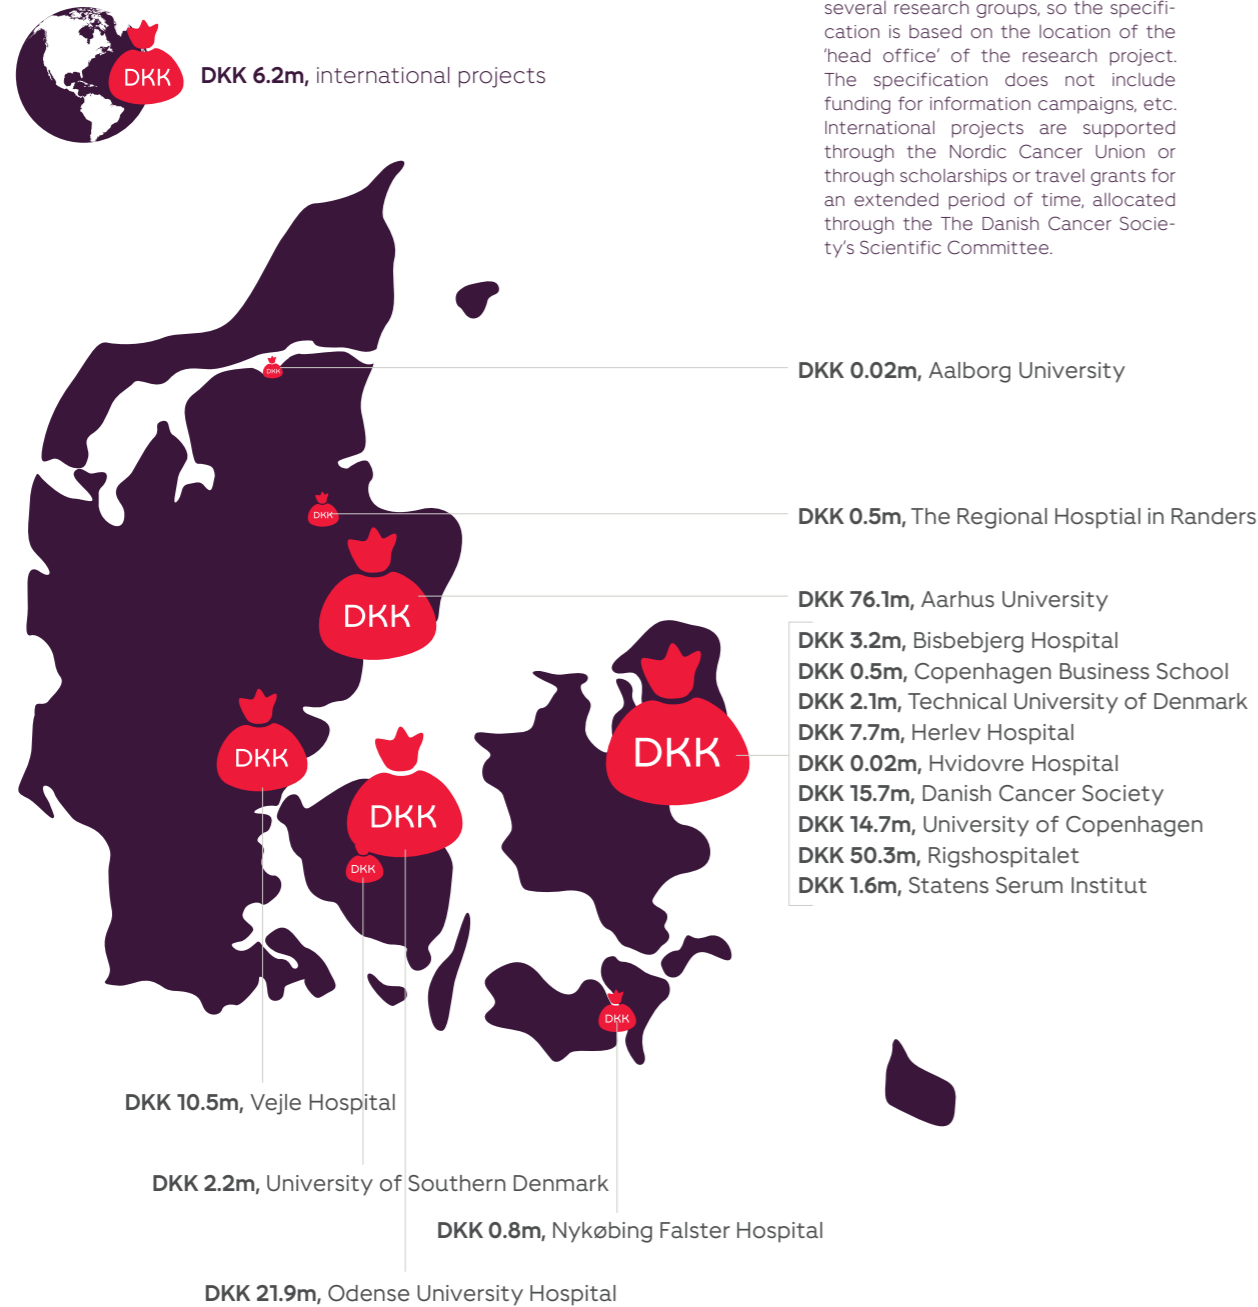 several research groups, so the specifi-
cation is based on the location of the
'head office' of the research project.
The specification does not include
funding for information campaigns, etc.
International projects are supported
through the Nordic Cancer Union or
through scholarships or travel grants for
an extended period of time, allocated
through the The Danish Cancer Socie-
ty's Scientific Committee.
DKK
DKK 6.2m, international projects
DKK
DKK 0.02m, Aalborg University
DKK
DKK 0.5m, The Regional Hosptial in Randers
DKK
DKK 76.1m, Aarhus University
DKK 3.2m, Bisbebjerg Hospital
DKK 0.5m, Copenhagen Business School
DKK 2.1m, Technical University of Denmark
DKK 7.7m, Herlev Hospital
DKK 0.02m, Hvidovre Hospital
DKK 15.7m, Danish Cancer Society
DKK 14.7m, University of Copenhagen
DKK 50.3m, Rigshospitalet
DKK 1.6m, Statens Serum Institut
DKK
DKK
DKK
DKK
DKK
DKK 10.5m, Vejle Hospital
DKK 2.2m, University of Southern Denmark
DKK 0.8m, Nykøbing Falster Hospital
DKK 21.9m, Odense University Hospital